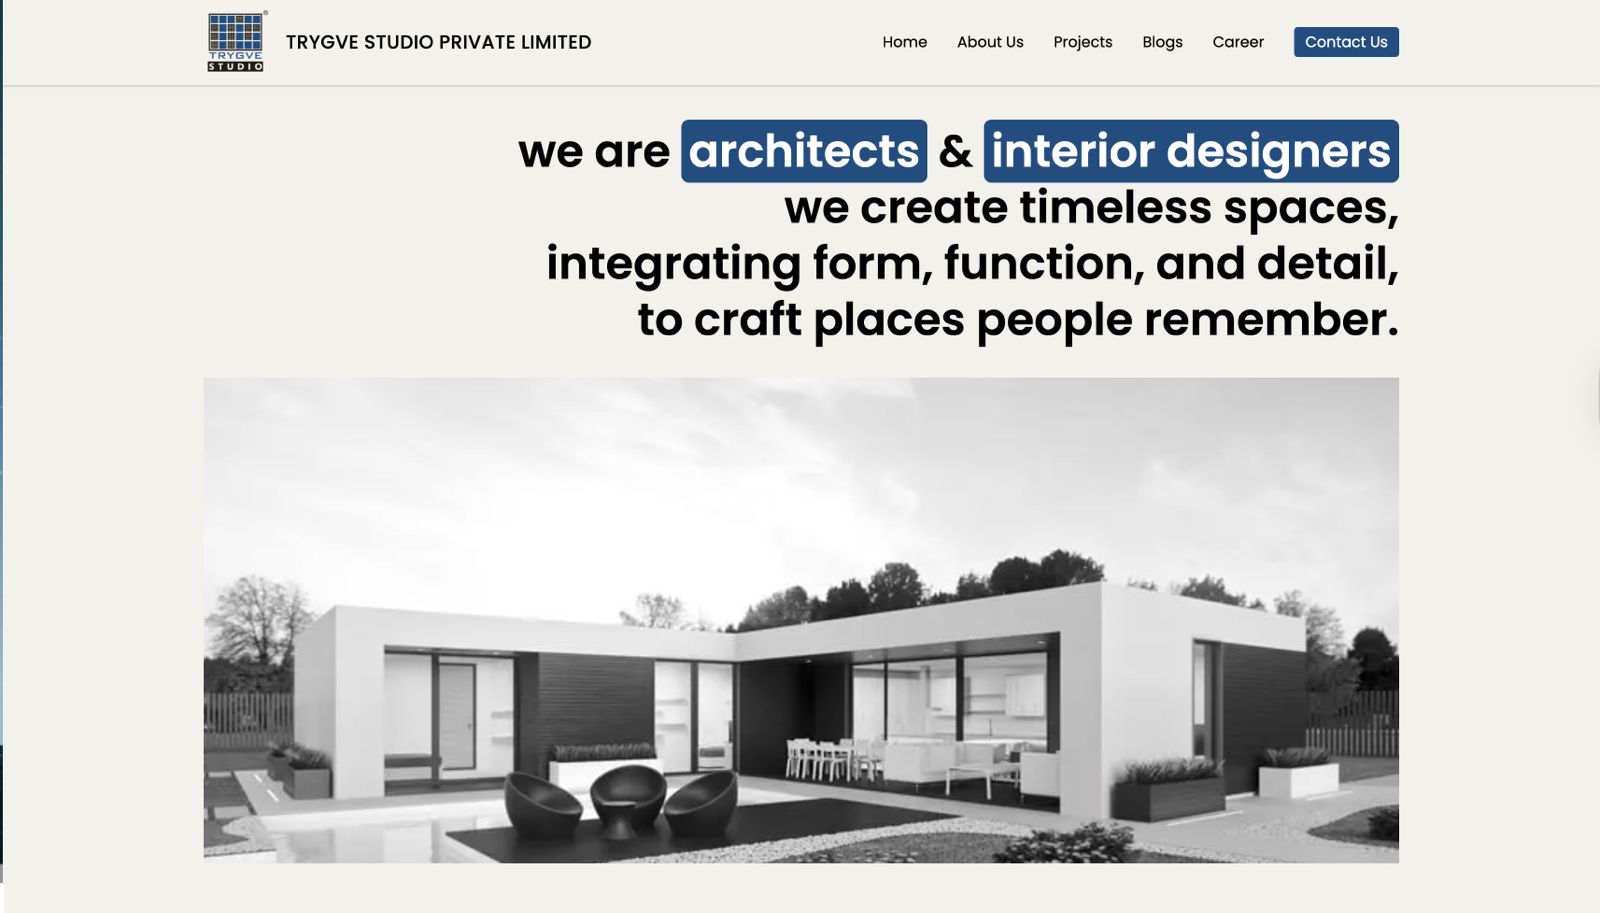 TRYGVE
STUDIO
TRYGVE STUDIO PRIVATE LIMITED
Home
About Us
Projects
Blogs
Career
Contact Us
we are architects & interior designers
we create timeless spaces,
integrating form, function, and detail,
to craft places people remember.